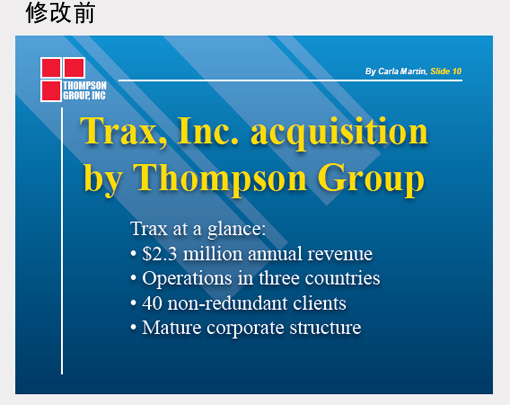 修改前
THOMPSON
GROUP, INC
By Carla Martin, Slide 10
Trax, Inc. acquisition
by Thompson Group
Trax at a glance:
• $2.3 million annual revenue
• Operations in three countries
• 40 non-redundant clients
• Mature corporate structure